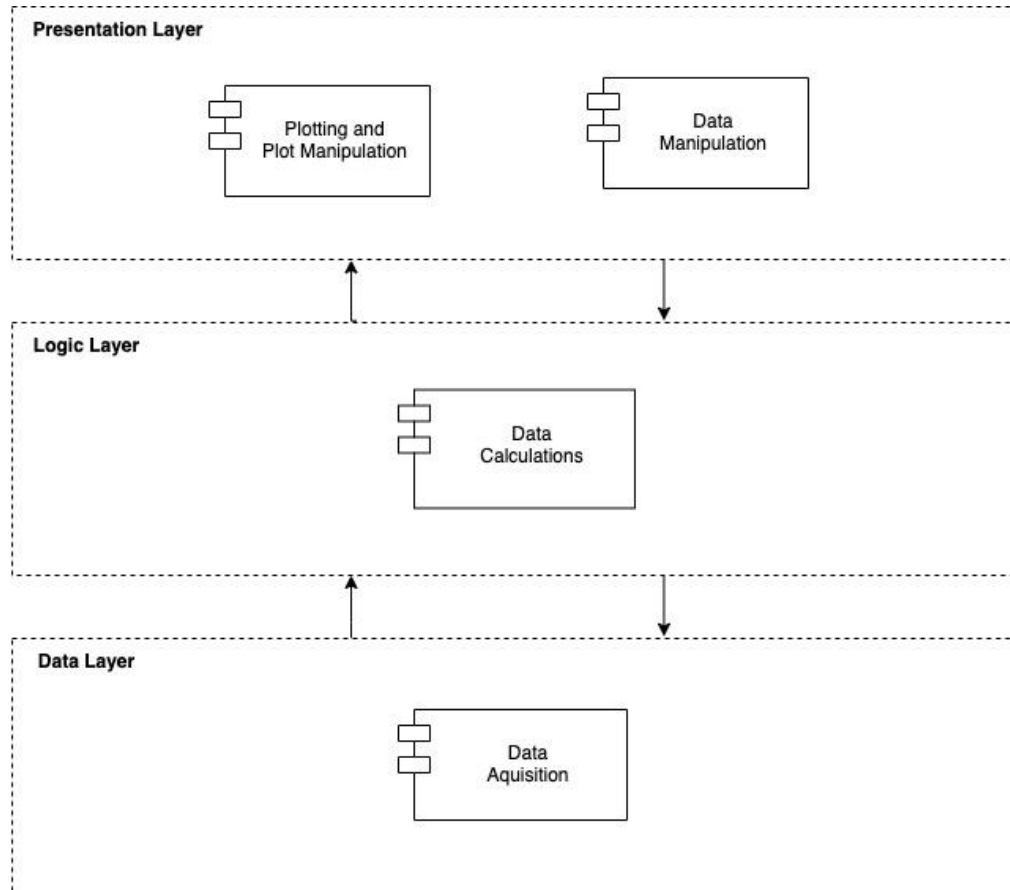 Presentation Layer
Plotting and
Plot Manipulation
Data
Manipulation
Logic Layer
Data
Calculations
Data Layer
Data
Aquisition